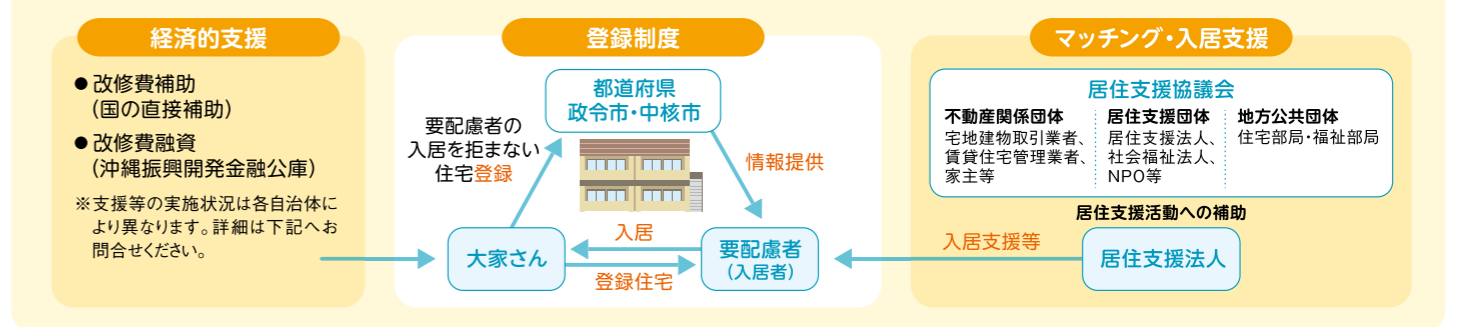 経済的支援
●改修費補助
(国の直接補助)
●改修費融資
(沖縄振興開発金融公庫)
※支援等の実施状況は各自治体に
より異なります。詳細は下記へお
問合せください。
登録制度
都道府県
政令市・中核市
要配慮者の
入居を拒まない
住宅登録
情報提供
大家さん
入居
登録住宅
要配慮者
(入居者)
マッチング・入居支援
居住支援協議会
不動産関係団体
宅地建物取引業者、
賃貸住宅管理業者、
家主等
居住支援団体
居住支援法人、
社会福祉法人、
NPO等
地方公共団体
住宅部局・福祉部局
居住支援活動への補助
入居支援等
居住支援法人